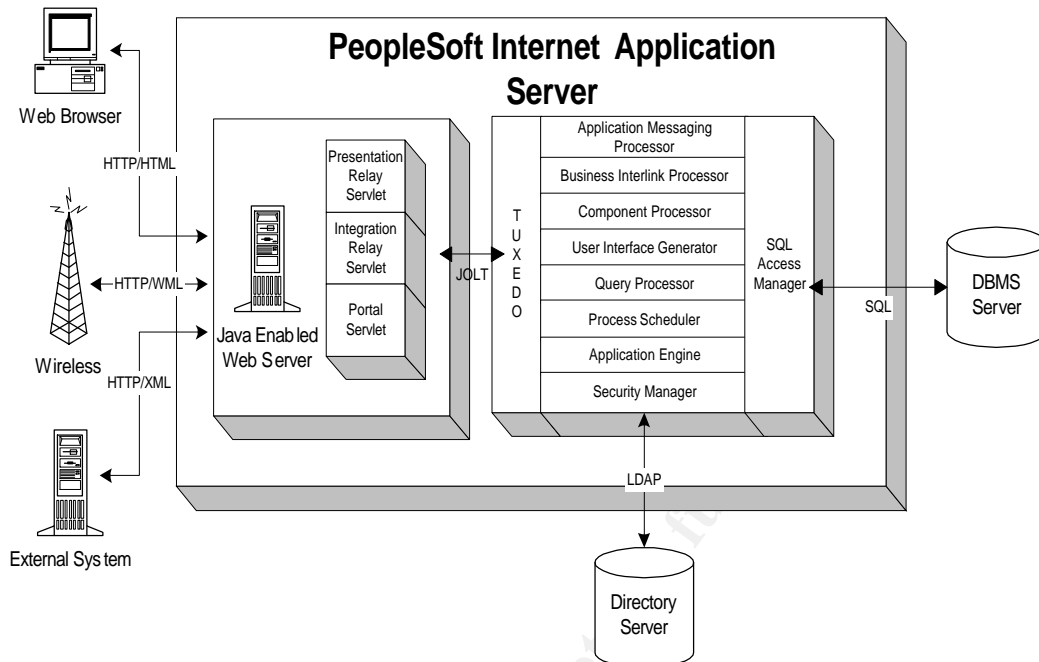 PeopleSoft Internet Application
Server
Web Browser
HTTP/HTML
Wireless
HTTP/WML
HTTP/XML
External System
Java Enabled
Web Server
Presentation
Relay
Servlet
Integration
Relay
Servlet
Portal
Servlet
JOLT
TUXEDO
Application Messaging
Processor
Business Interlink Processor
Component Processor
User Interface Generator
Query Processor
Process Scheduler
Application Engine
Security Manager
SQL
Access
Manager
SQL
DBMS
Server
LDAP
Directory
Server